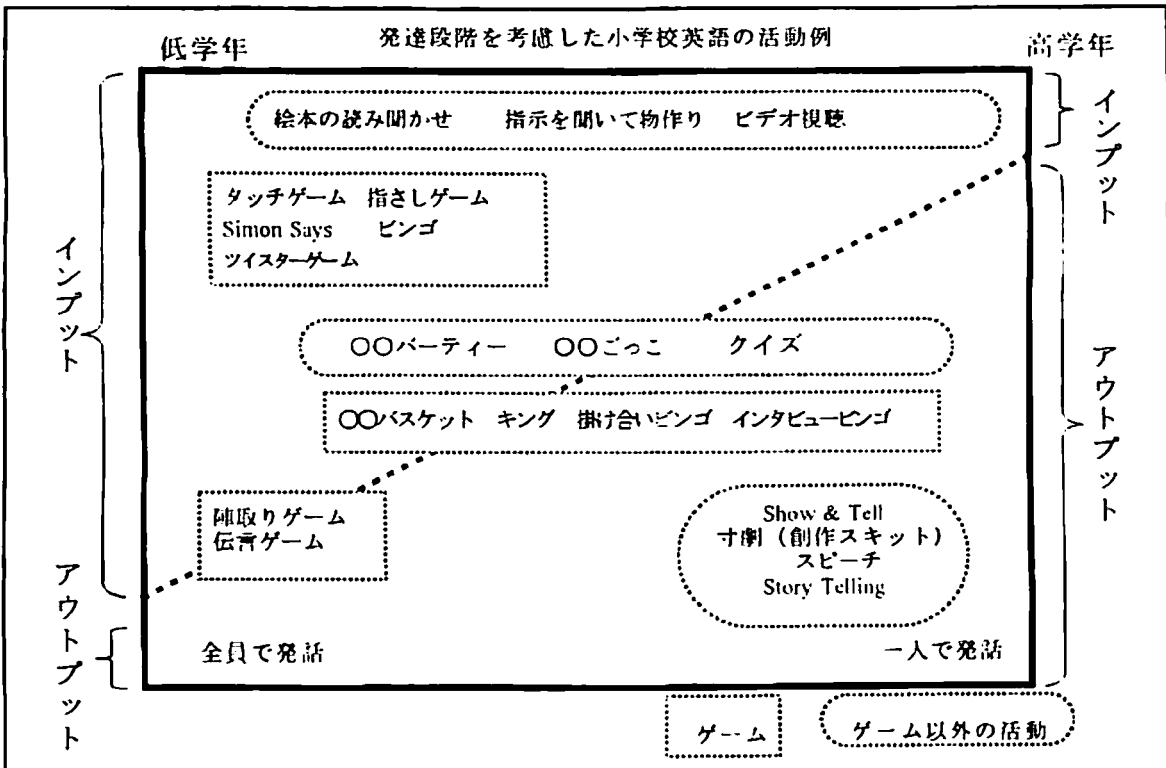 発達段階を考慮した小学校英語の活動例
低学年
高学年
インプット
アウトプット
インプット
アウトプット
絵本の読み聞かせ 指示を聞いて物作り ビデオ視聴
タッチゲーム 指さしゲーム
Simon Says ビンゴ
ツイスターゲーム
〇〇パーティー 〇〇ごっこ クイズ
〇〇バスケット キング 掛け合いビンゴ インタビュービンゴ
陣取りゲーム
伝言ゲーム
Show & Tell
寸劇(創作スキット)
スピーチ
Story Telling
全員で発話
一人で発話
ゲーム
ゲーム以外の活動